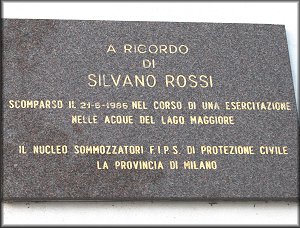 A RICORDO
DI
SILVANO ROSSI
SCOMPARSO IL 21-6-1986 NEL CORSO DI UNA ESERCITAZIONE
NELLE ACQUE DEL LAGO MAGGIORE
IL NUCLEO SOMMOZZATORI F.I.P.S. DI PROTEZIONE CIVILE
LA PROVINCIA DI MILANO